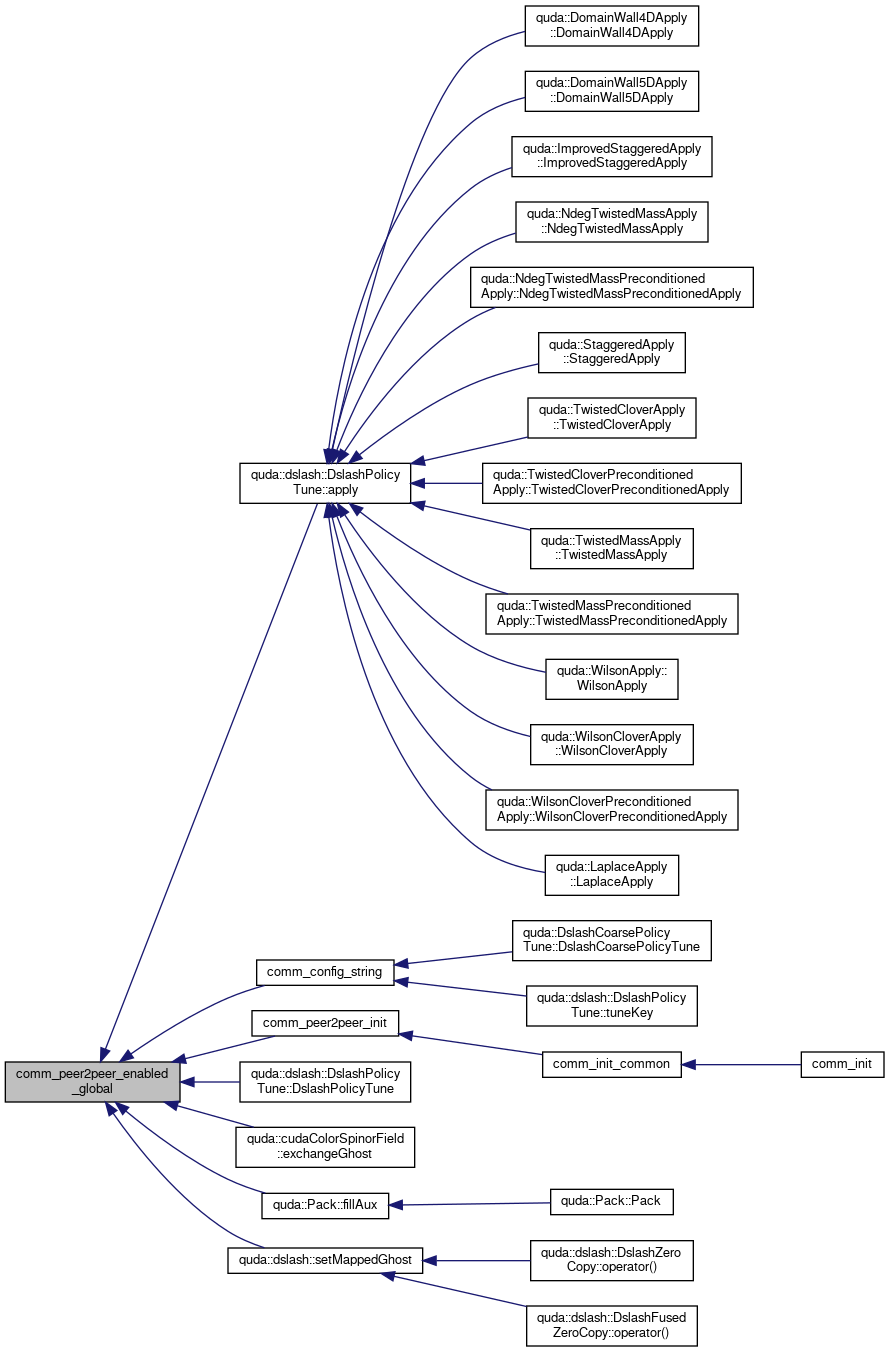 quda::DomainWall4DApply
::DomainWall4DApply
quda::DomainWall5DApply
::DomainWall5DApply
quda::ImprovedStaggeredApply
::ImprovedStaggeredApply
quda::NdegTwistedMassApply
::NdegTwistedMassApply
quda::NdegTwistedMassPreconditioned
Apply::NdegTwistedMassPreconditionedApply
quda::StaggeredApply
::StaggeredApply
quda::TwistedCloverApply
::TwistedCloverApply
quda::dslash::DslashPolicy
Tune::apply
quda::TwistedCloverPreconditioned
Apply::TwistedCloverPreconditionedApply
quda::TwistedMassApply
::TwistedMassApply
quda::TwistedMassPreconditioned
Apply::TwistedMassPreconditionedApply
quda::WilsonApply::
WilsonApply
quda::WilsonCloverApply
::WilsonCloverApply
quda::WilsonCloverPreconditioned
Apply::WilsonCloverPreconditionedApply
quda::LaplaceApply
::LaplaceApply
quda::DslashCoarsePolicy
Tune::DslashCoarsePolicyTune
comm_config_string
quda::dslash::DslashPolicy
Tune::tuneKey
comm_peer2peer_init
comm_init_common
comm_init
comm_peer2peer_enabled
_global
quda::dslash::DslashPolicy
Tune::DslashPolicyTune
quda::cudaColorSpinorField
::exchangeGhost
quda::Pack::fillAux
quda::Pack::Pack
quda::dslash::setMappedGhost
quda::dslash::DslashZero
Copy::operator()
quda::dslash::DslashFused
ZeroCopy::operator()